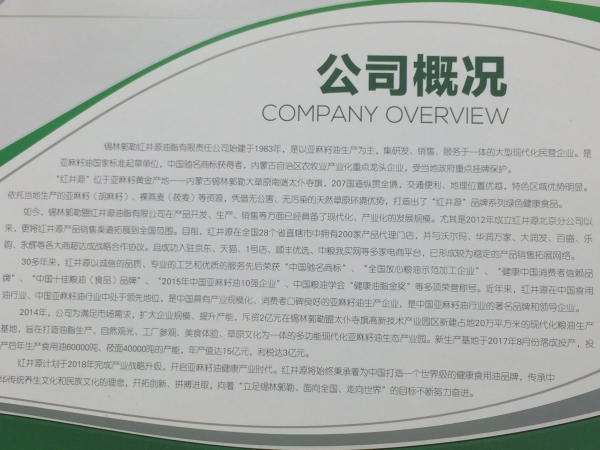 公司概况
COMPANY OVERVIEW
锡林郭勒红井源油脂有限责任公司始建于1983年，是以亚麻籽油生产为主，集研发、销售、服务于一体的大型现代化民营企业。是
亚麻籽油国家标准起草单位，中国驰名商标获得者，内蒙古自治区农牧业产业化重点龙头企业，受当地政府重点挂牌保护。
“红井源”位于亚麻籽黄金产地——内蒙古锡林郭勒大草原南端太仆寺旗，207国道纵贯全境，交通便利、地理位置优越，特色区域优势明显。
依托当地生产的亚麻籽（胡麻籽）、裸燕麦（莜麦）等资源，凭借无公害、无污染的天然草原环境优势，打造出了“红井源”品牌系列绿色健康食品。
如今，锡林郭勒盟红井源油脂有限公司在产品开发、生产、销售等方面已经具备了现代化、产业化的发展规模。尤其是2012年成立红井源北京分公司以
来，更将红井源产品销售渠道拓展到全国范围。目前，红井源在全国28个省直辖市中拥有200家产品代理门店，并与沃尔玛、华润万家、大润发、百盛、乐
购、永辉等各大商超达成战略合作协议。且成功入驻京东、天猫、1号店、顺丰优选、中粮我买网等多家电商平台，已形成较为稳定的产品销售拓展网络。
30多年来，红井源以诚信的品质、专业的工艺和优质的服务先后荣获“中国驰名商标”、“全国放心粮油示范加工企业”、“健康中国消费者信赖品
牌”、“中国十佳粮油（食品）品牌”、“2015年中国亚麻籽油10强企业”、中国粮油学会“健康油脂金奖”等多项荣誉称号。近年来，红井源在中国食用
油行业、中国亚麻籽油行业中处于领先地位，是中国具有产业规模化、消费者口碑良好的亚麻籽油生产企业，是中国亚麻籽油行业的著名品牌和领导企业。
2014年，公司为满足市场需求，扩大企业规模、提升产能，斥资2亿元在锡林郭勒盟太仆寺旗高新技术产业园区新建占地20万平方米的现代化粮油生产
基地，旨在打造油脂生产、自然观光、工厂参观、美食体验、草原文化为一体的多功能现代化亚麻籽油生态产业园。新生产基地于2017年8月份落成投产，投
产后年生产食用油60000吨、莜面40000吨的产能，年产值达15亿元，利税达3亿元。
红井源计划于2018年完成产业战略升级，开启亚麻籽油健康产业时代。红井源将始终秉承着为中国打造一个世界级的健康食用油品牌，传承中
华传统养生文化和民族文化的理念，开拓创新、拼搏进取，向着“立足锡林郭勒、面向全国、走向世界”的目标不断努力奋进。